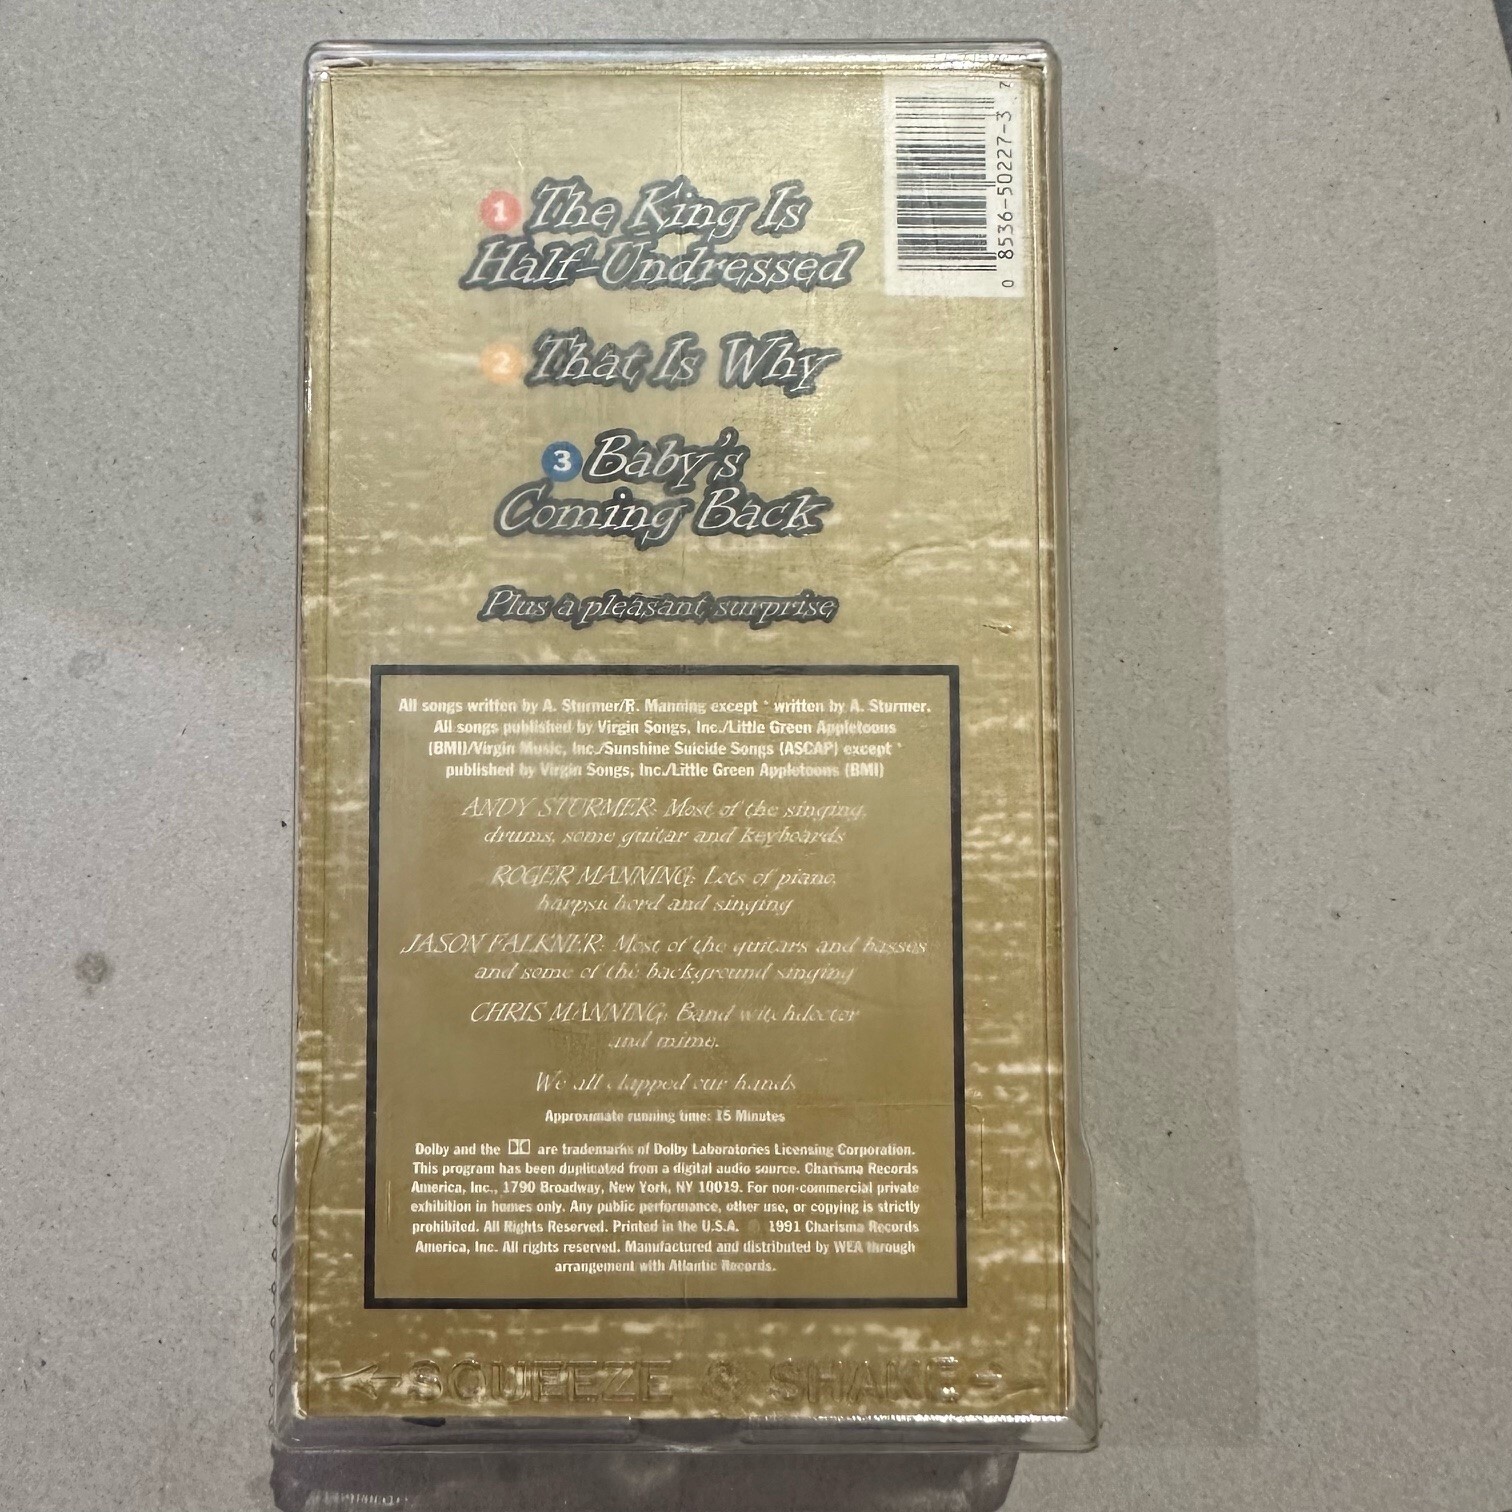 0 8536-50227-3 7
1 The King Is
Half-Undressed
2 That Is Why
3 Baby's
Coming Back
Plus a pleasant surprise
All songs written by A. Sturmer/R. Manning except * written by A. Sturmer.
All songs published by Virgin Songs, Inc./Little Green Appletoons
(BMI)/Virgin Music, Inc./Sunshine Suicide Songs (ASCAP) except *
published by Virgin Songs, Inc./Little Green Appletoons (BMI)
ANDY STURMER: Most of the singing,
drums, some guitar and keyboards
ROGER MANNING: Lots of piano,
harpsichord and singing
JASON FALKNER: Most of the guitars and basses
and some of the background singing
CHRIS MANNING: Band witchdoctor
and mime.
We all clapped our hands
Approximate running time: 15 Minutes
Dolby and the are trademarks of Dolby Laboratories Licensing Corporation.
This program has been duplicated from a digital audio source. Charisma Records
America, Inc., 1790 Broadway, New York, NY 10019. For non-commercial private
exhibition in homes only. Any public performance, other use, or copying is strictly
prohibited. All Rights Reserved. Printed in the U.S.A. 1991 Charisma Records
America, Inc. All rights reserved. Manufactured and distributed by WEA through
arrangement with Atlantic Records.
← SQUEEZE & SHAKE →